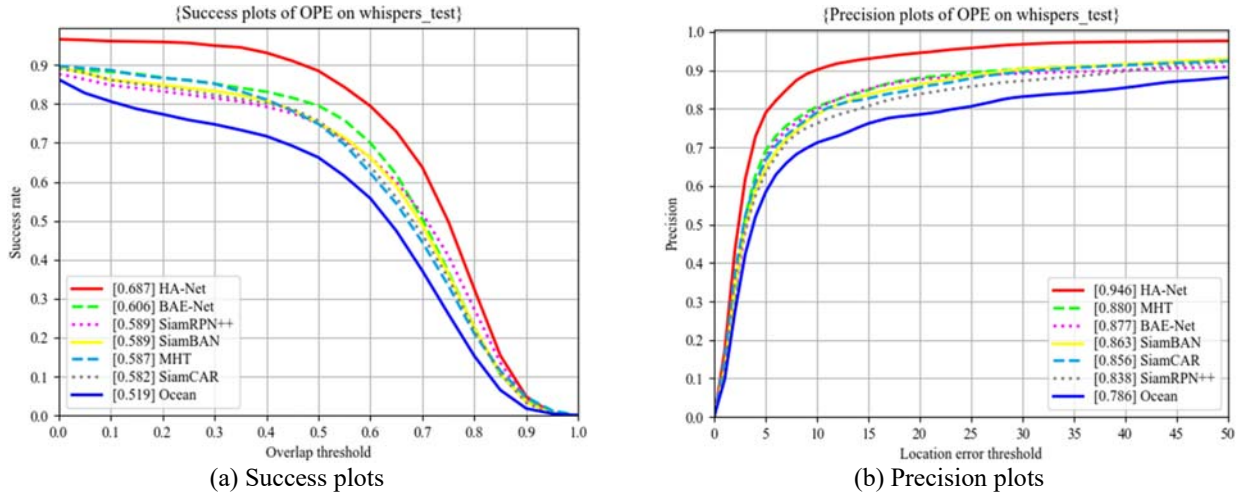 {Success plots of OPE on whispers_test}
Success rate
0.9
0.8
0.7
0.6
0.5
0.4
0.3
0.2
0.1
0.0
[0.687] HA-Net
[0.606] BAE-Net
[0.589] SiamRPN++
[0.589] SiamBAN
[0.587] MHT
[0.582] SiamCAR
[0.519] Ocean
0.0 0.1 0.2 0.3 0.4 0.5 0.6 0.7 0.8 0.9 1.0
Overlap threshold
(a) Success plots
{Precision plots of OPE on whispers_test}
Precision
1.0
0.9
0.8
0.7
0.6
0.5
0.4
0.3
0.2
0.1
0.0
[0.946] HA-Net
[0.880] MHT
[0.877] BAE-Net
[0.863] SiamBAN
[0.856] SiamCAR
[0.838] SiamRPN++
[0.786] Ocean
0 5 10 15 20 25 30 35 40 45 50
Location error threshold
(b) Precision plots